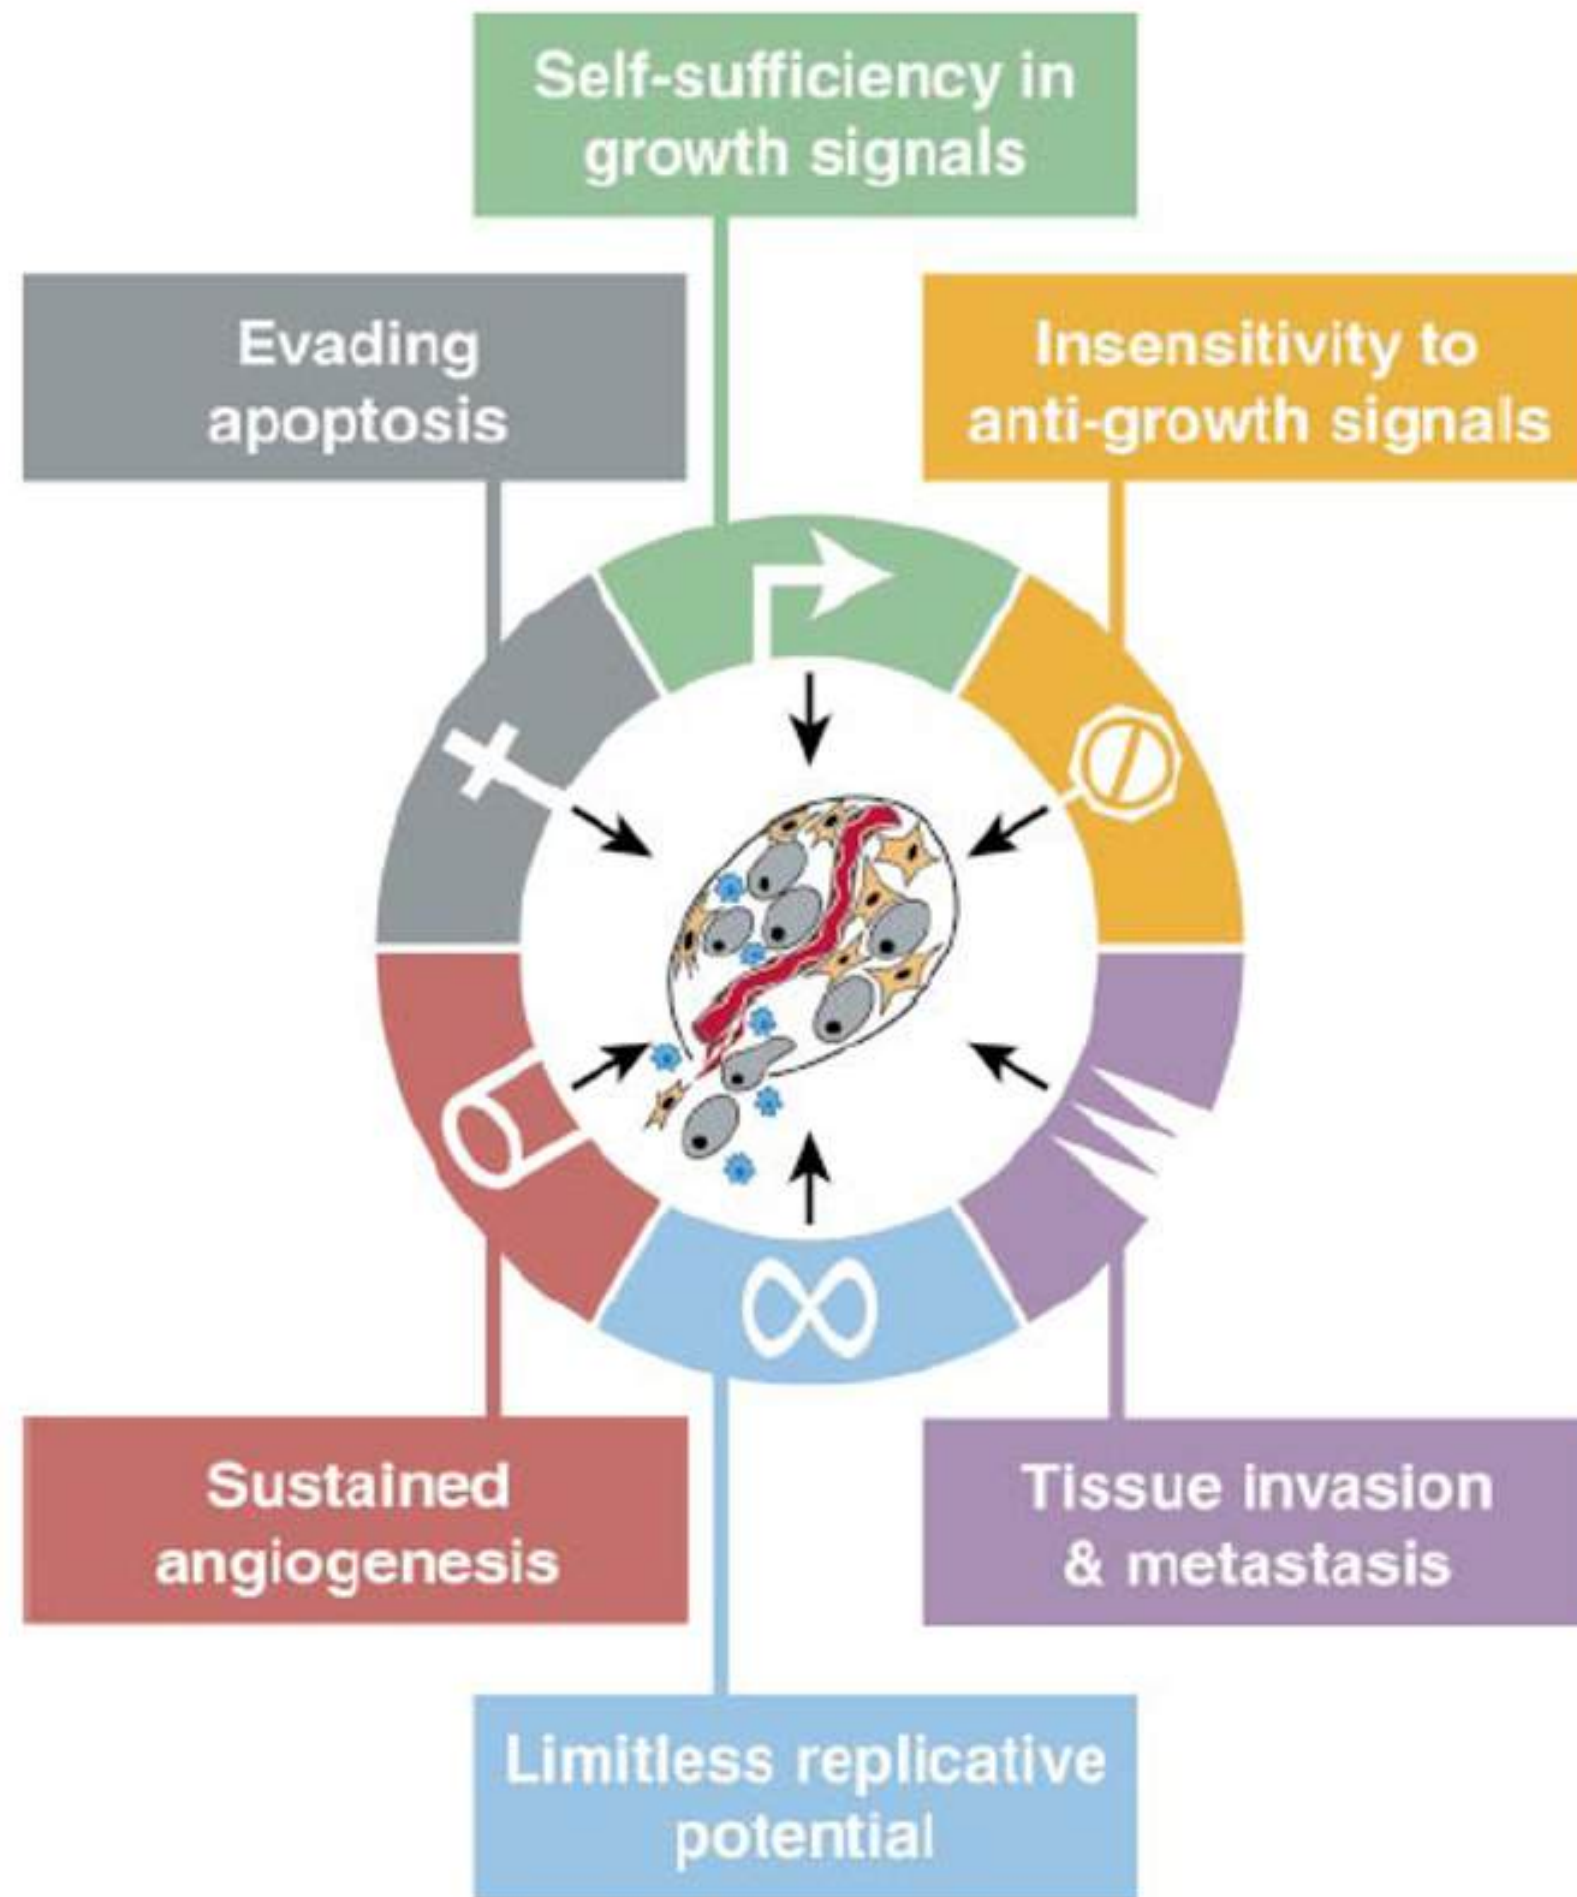 Self-sufficiency in
growth signals
Evading
apoptosis
Insensitivity to
anti-growth signals
Sustained
angiogenesis
Tissue invasion
& metastasis
Limitless replicative
potential